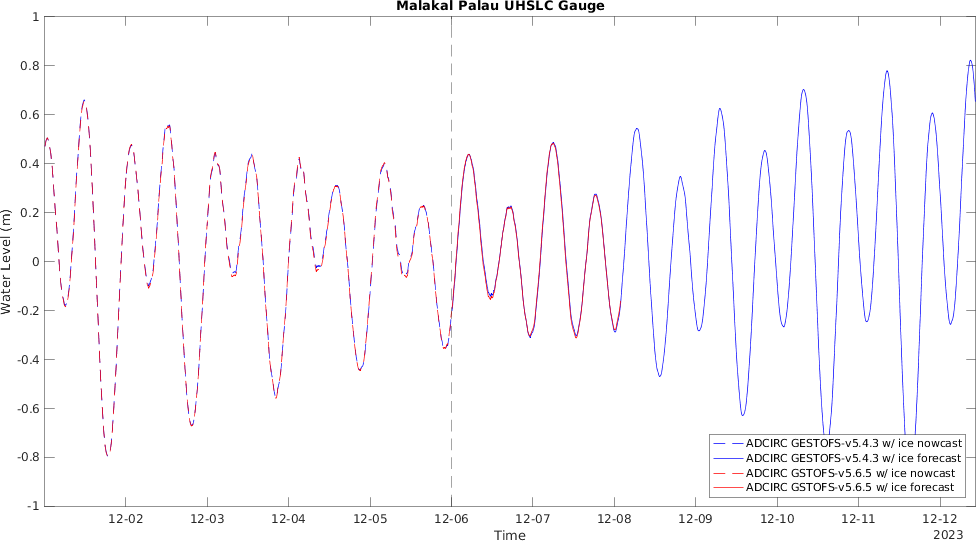 Malakal Palau UHSLC Gauge
1
0.8
0.6
0.4
0.2
0
-0.2
-0.4
-0.6
-0.8
-1
Water Level (m)
12-02 12-03 12-04 12-05 12-06 12-07 12-08 12-09 12-10 12-11 12-12
Time
2023
ADCIRC GESTOFS-v5.4.3 w/ ice nowcast
ADCIRC GESTOFS-v5.4.3 w/ ice forecast
ADCIRC GSTOFS-v5.6.5 w/ ice nowcast
ADCIRC GSTOFS-v5.6.5 w/ ice forecast